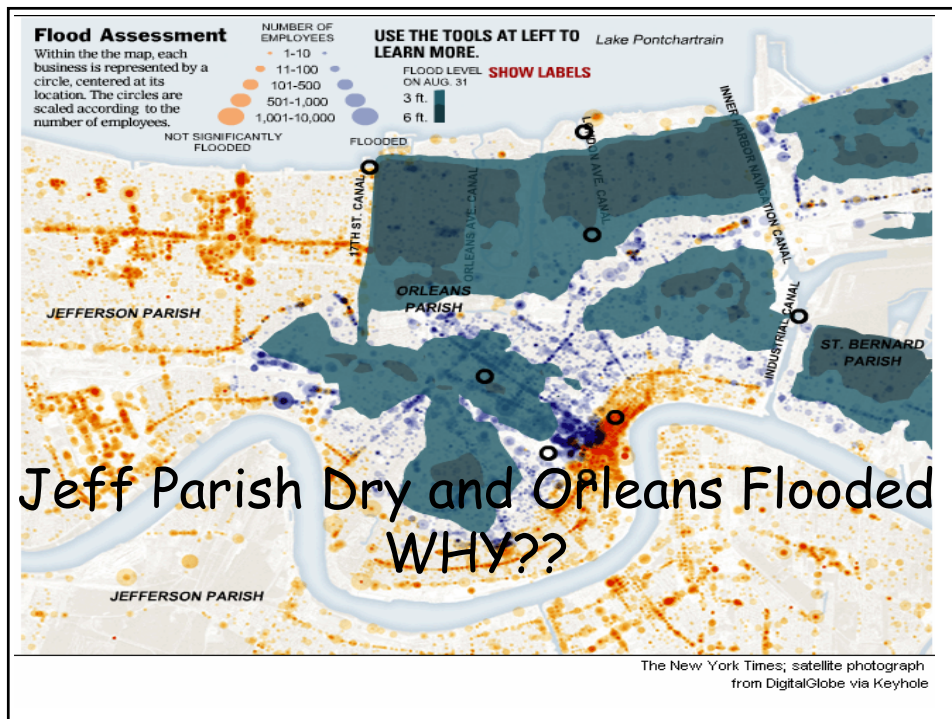 Flood Assessment
Within the the map, each
business is represented by a
circle, centered at its
location. The circles are
scaled according to the
number of employees.
NUMBER OF
EMPLOYEES
1-10
11-100
101-500
501-1,000
1,001-10,000
NOT SIGNIFICANTLY
FLOODED
FLOODED
USE THE TOOLS AT LEFT TO
LEARN MORE.
FLOOD LEVEL
ON AUG. 31
SHOW LABELS
3 ft.
6 ft.
Lake Pontchartrain
17TH ST. CANAL
ORLEANS AVE. CANAL
LONDON AVE. CANAL
INNER HARBOR NAVIGATION CANAL
INDUSTRIAL CANAL
JEFFERSON PARISH
ORLEANS
PARISH
ST. BERNARD
PARISH
Jeff Parish Dry and Orleans Flooded
WHY??
JEFFERSON PARISH
The New York Times; satellite photograph
from DigitalGlobe via Keyhole